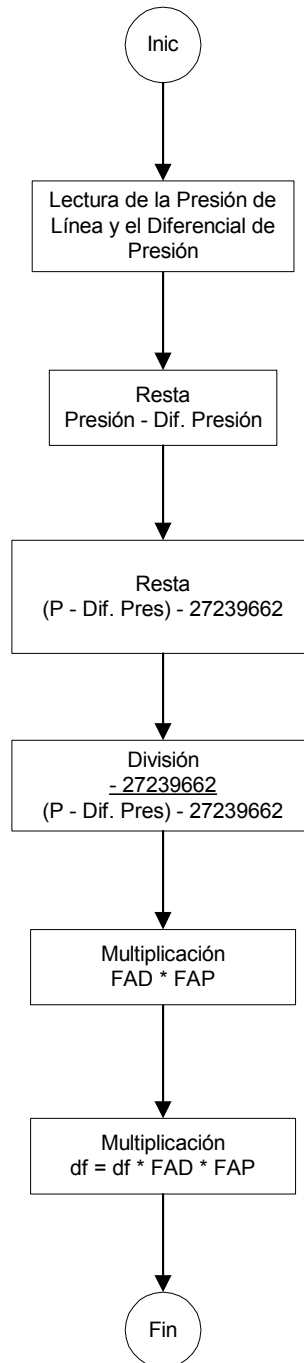 Inic
Lectura de la Presión de
Línea y el Diferencial de
Presión
Resta
Presión - Dif. Presión
Resta
(P - Dif. Pres) - 27239662
División
- 27239662
(P - Dif. Pres) - 27239662
Multiplicación
FAD * FAP
Multiplicación
df = df * FAD * FAP
Fin